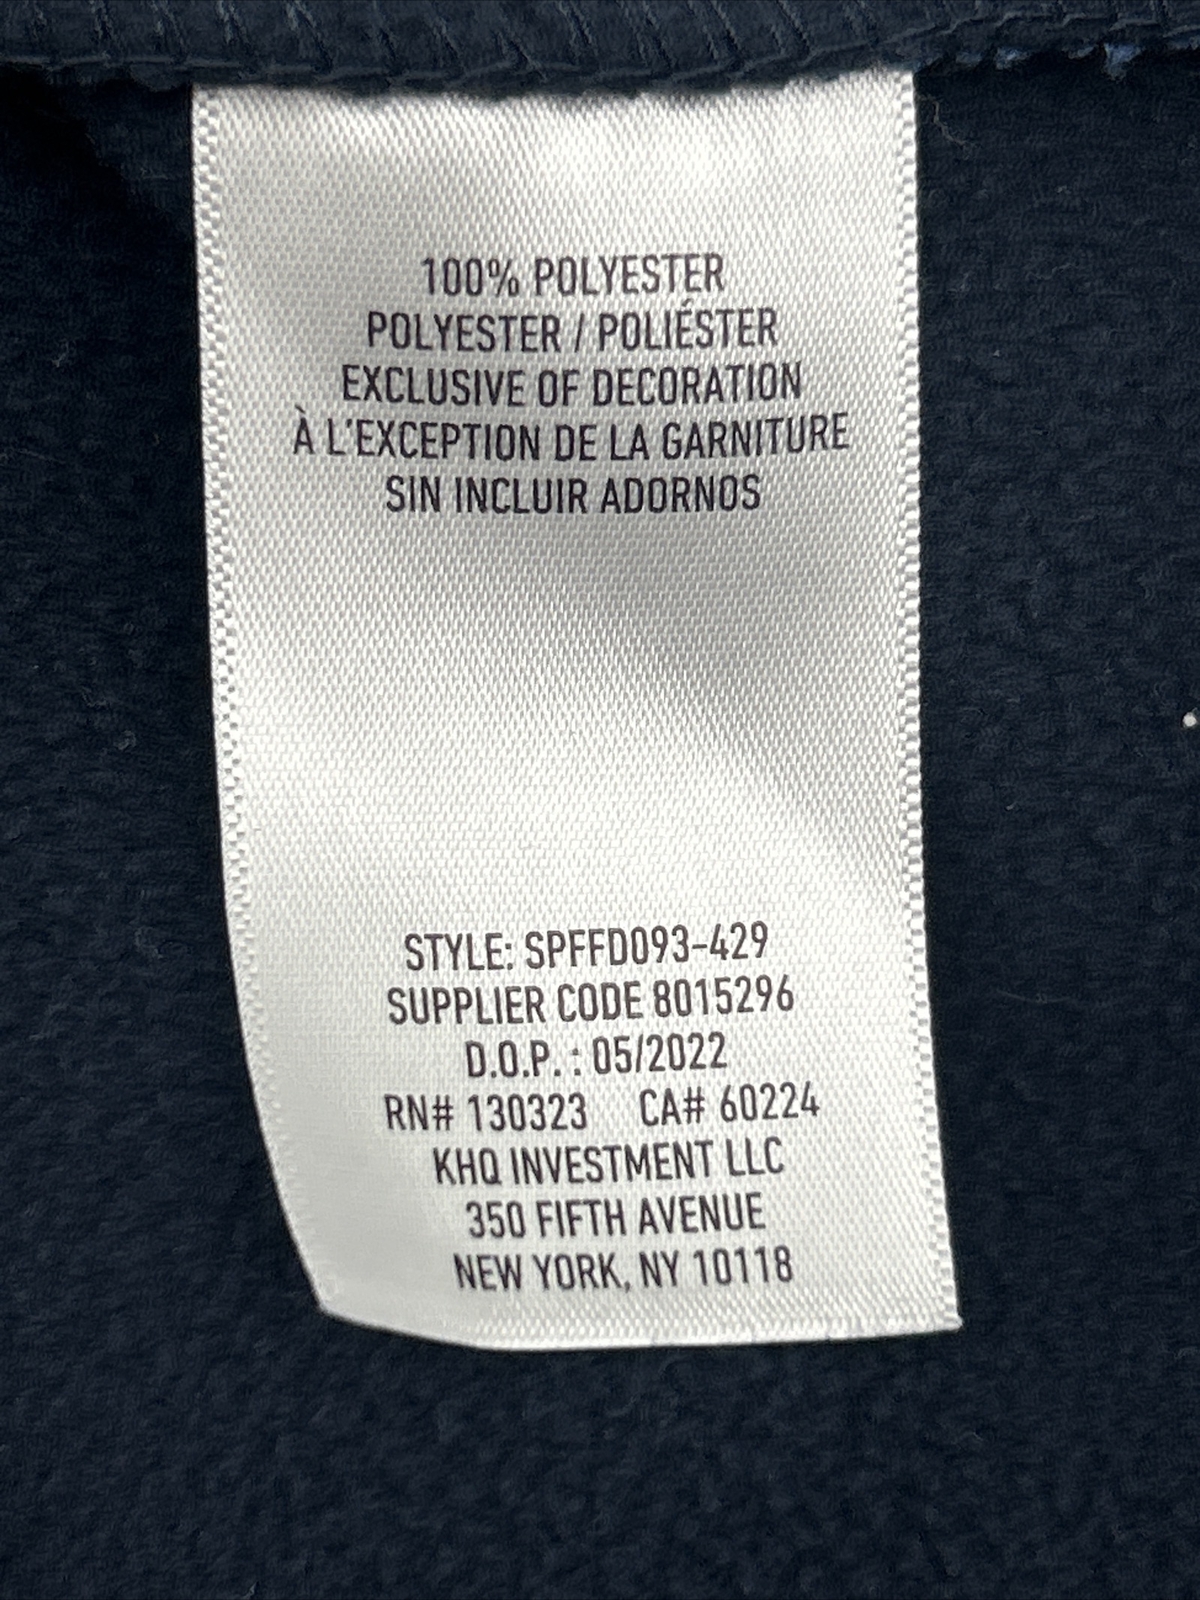 100% POLYESTER
POLYESTER / POLIÉSTER
EXCLUSIVE OF DECORATION
À L'EXCEPTION DE LA GARNITURE
SIN INCLUIR ADORNOS
STYLE: SPFFD093-429
SUPPLIER CODE 8015296
D.O.P. : 05/2022
RN# 130323 CA# 60224
KHQ INVESTMENT LLC
350 FIFTH AVENUE
NEW YORK, NY 10118